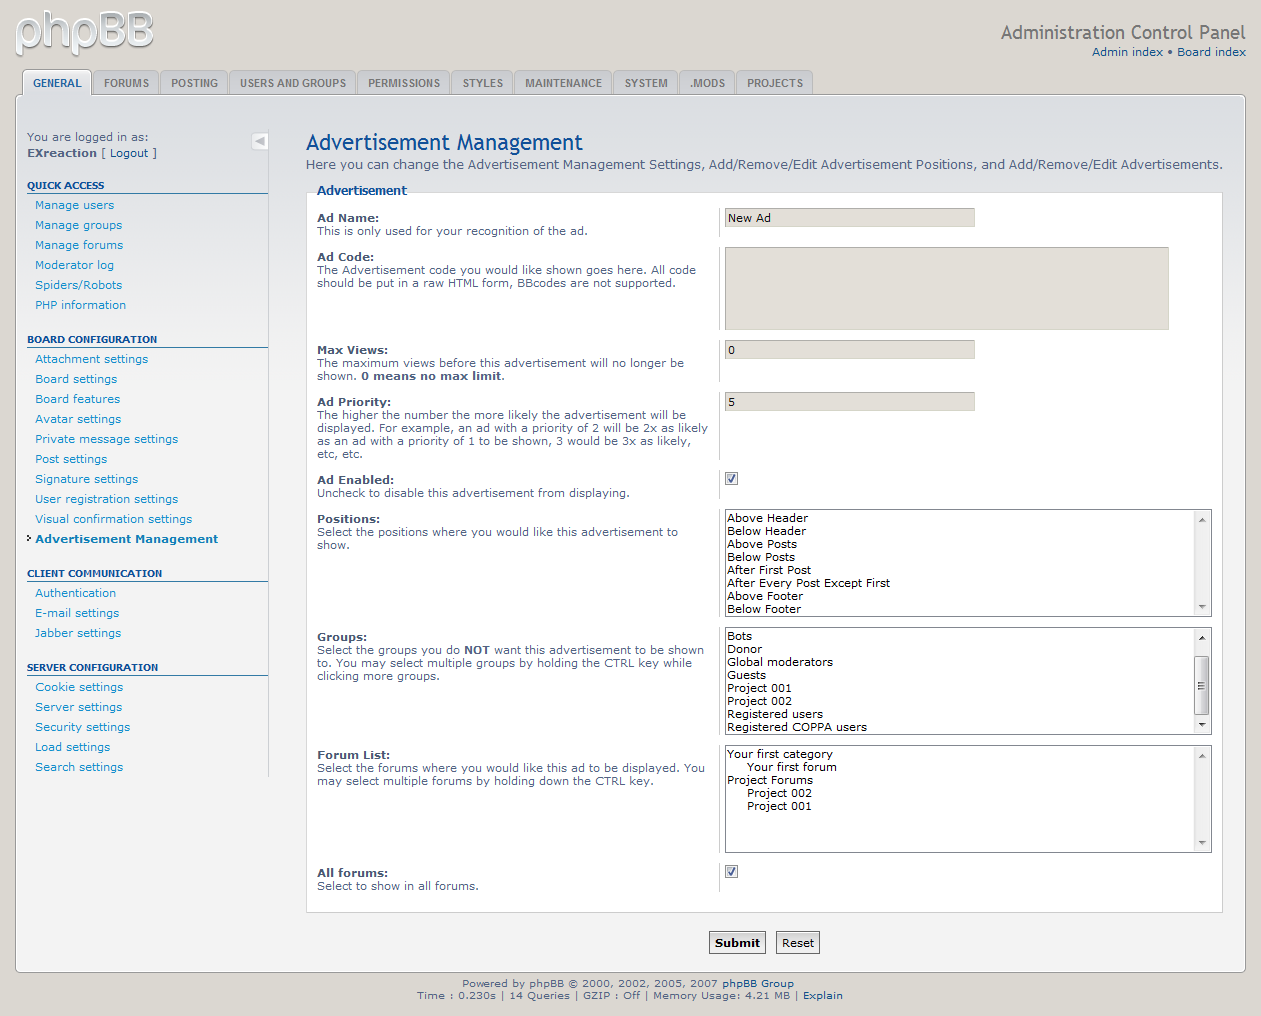 phpBB
Administration Control Panel
Admin index • Board index
GENERAL
FORUMS
POSTING
USERS AND GROUPS
PERMISSIONS
STYLES
MAINTENANCE
SYSTEM
.MODS
PROJECTS
You are logged in as:
EXreaction [ Logout ]
QUICK ACCESS
Manage users
Manage groups
Manage forums
Moderator log
Spiders/Robots
PHP information
BOARD CONFIGURATION
Attachment settings
Board settings
Board features
Avatar settings
Private message settings
Post settings
Signature settings
User registration settings
Visual confirmation settings
Advertisement Management
CLIENT COMMUNICATION
Authentication
E-mail settings
Jabber settings
SERVER CONFIGURATION
Cookie settings
Server settings
Security settings
Load settings
Search settings
Advertisement Management
Here you can change the Advertisement Management Settings, Add/Remove/Edit Advertisement Positions, and Add/Remove/Edit Advertisements.
Advertisement
Ad Name:
This is only used for your recognition of the ad.
New Ad
Ad Code:
The Advertisement code you would like shown goes here. All code
should be put in a raw HTML form, BBcodes are not supported.
Max Views:
The maximum views before this advertisement will no longer be
shown. 0 means no max limit.
0
Ad Priority:
The higher the number the more likely the advertisement will be
displayed. For example, an ad with a priority of 2 will be 2x as likely
as an ad with a priority of 1 to be shown, 3 would be 3x as likely,
etc, etc.
5
Ad Enabled:
Uncheck to disable this advertisement from displaying.
Positions:
Select the positions where you would like this advertisement to
show.
Above Header
Below Header
Above Posts
Below Posts
After First Post
After Every Post Except First
Above Footer
Below Footer
Groups:
Select the groups you do NOT want this advertisement to be shown
to. You may select multiple groups by holding the CTRL key while
clicking more groups.
Bots
Donor
Global moderators
Guests
Project 001
Project 002
Registered users
Registered COPPA users
Forum List:
Select the forums where you would like this ad to be displayed. You
may select multiple forums by holding down the CTRL key.
Your first category
Your first forum
Project Forums
Project 002
Project 001
All forums:
Select to show in all forums.
Submit
Reset
Powered by phpBB © 2000, 2002, 2005, 2007 phpBB Group
Time : 0.230s | 14 Queries | GZIP : Off | Memory Usage: 4.21 MB | Explain